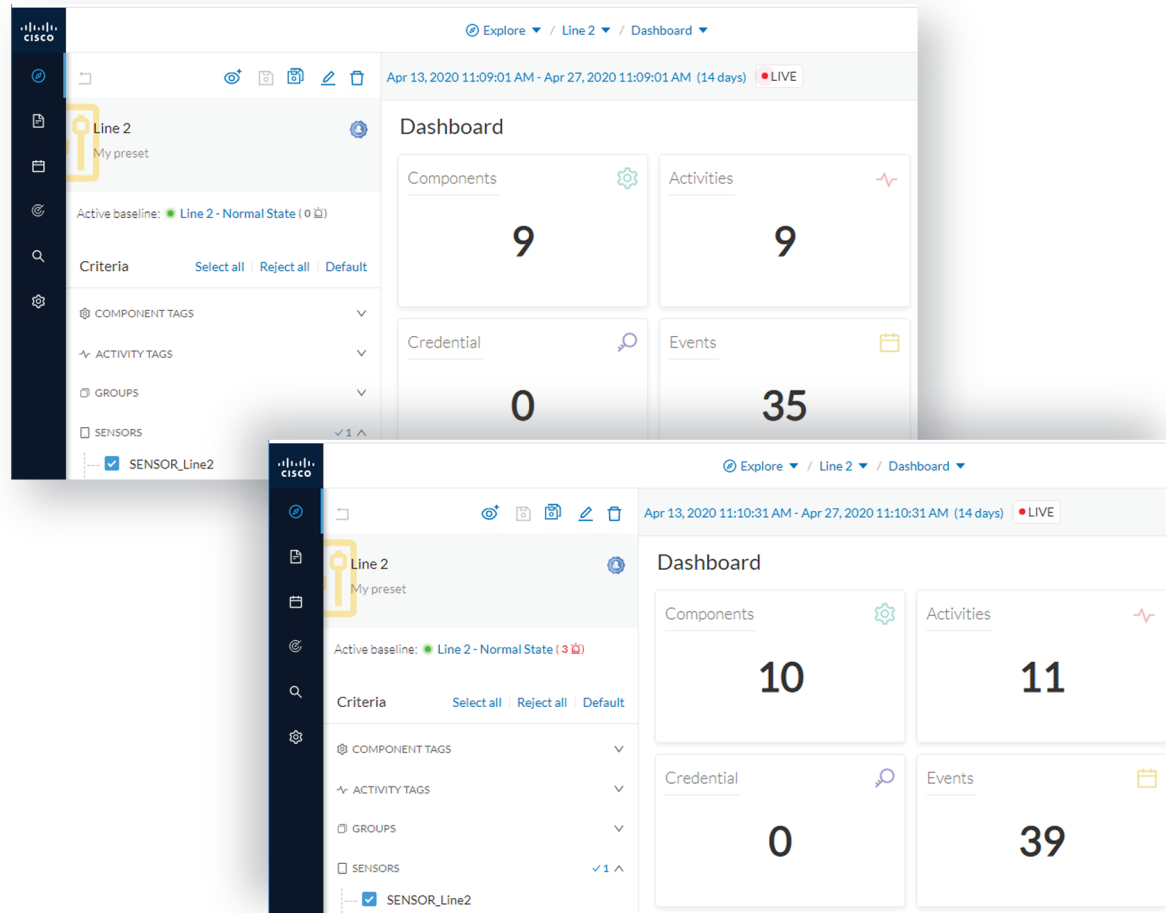 CISCO
Explore / Line 2 / Dashboard
Apr 13, 2020 11:09:01 AM - Apr 27, 2020 11:09:01 AM (14 days) LIVE
Line 2
My preset
Active baseline: Line 2 - Normal State ( 0 )
Criteria Select all Reject all Default
COMPONENT TAGS
ACTIVITY TAGS
GROUPS
SENSORS 1
SENSOR_Line2
Dashboard
Components
9
Activities
9
Credential
0
Events
35
CISCO
Explore / Line 2 / Dashboard
Apr 13, 2020 11:10:31 AM - Apr 27, 2020 11:10:31 AM (14 days) LIVE
Line 2
My preset
Active baseline: Line 2 - Normal State ( 3 )
Criteria Select all Reject all Default
COMPONENT TAGS
ACTIVITY TAGS
GROUPS
SENSORS 1
SENSOR_Line2
Dashboard
Components
10
Activities
11
Credential
0
Events
39